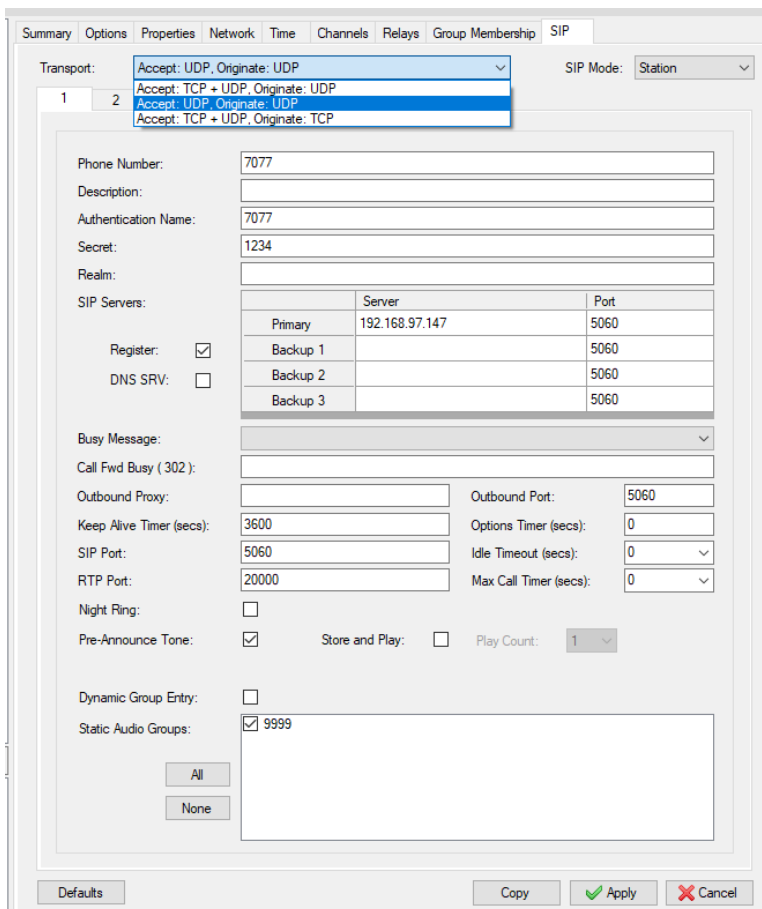 Summary Options Properties Network Time Channels Relays Group Membership SIP
Transport: Accept: UDP, Originate: UDP SIP Mode: Station
Accept: TCP + UDP, Originate: UDP
1 2 Accept: UDP, Originate: UDP
Accept: TCP + UDP, Originate: TCP
Phone Number: 7077
Description:
Authentication Name: 7077
Secret: 1234
Realm:
SIP Servers: Server Port
Primary 192.168.97.147 5060
Register: Backup 1 5060
DNS SRV: Backup 2 5060
Backup 3 5060
Busy Message:
Call Fwd Busy ( 302 ):
Outbound Proxy: Outbound Port: 5060
Keep Alive Timer (secs): 3600 Options Timer (secs): 0
SIP Port: 5060 Idle Timeout (secs): 0
RTP Port: 20000 Max Call Timer (secs): 0
Night Ring:
Pre-Announce Tone: Store and Play: Play Count: 1
Dynamic Group Entry:
Static Audio Groups: 9999
All
None
Defaults Copy Apply Cancel